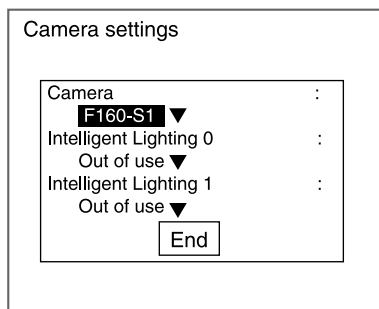 Camera settings
Camera :
F160-S1 ▼
Intelligent Lighting 0 :
Out of use ▼
Intelligent Lighting 1 :
Out of use ▼
End